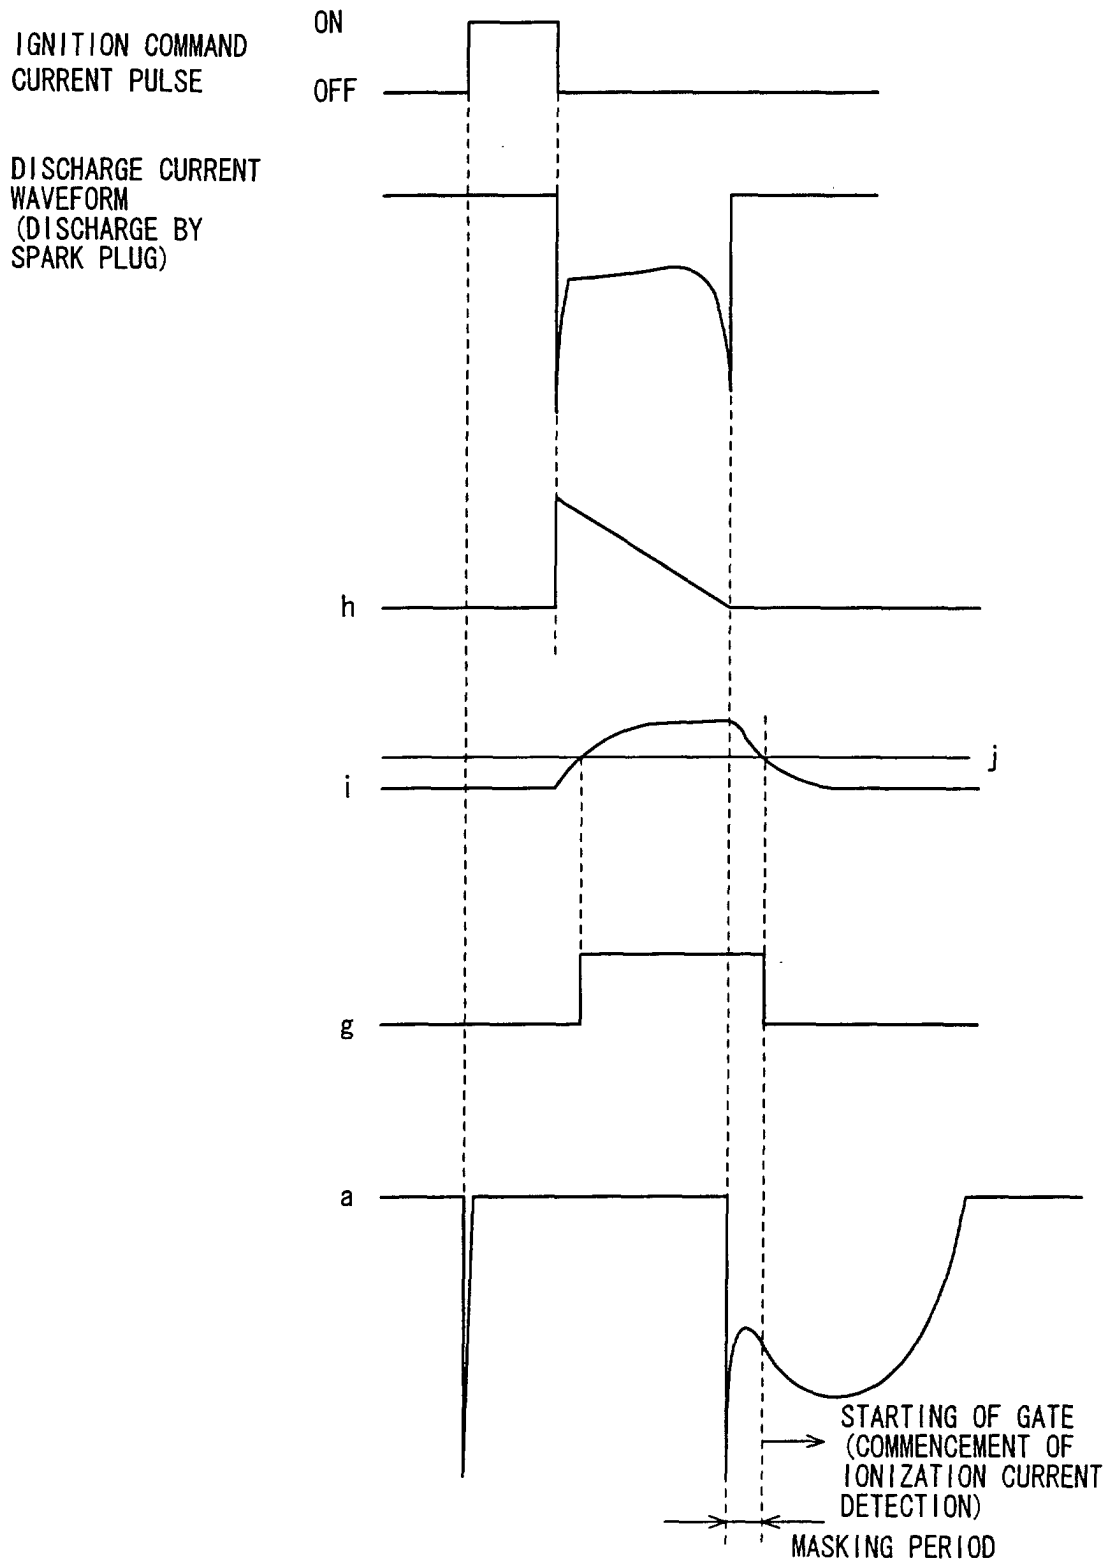 IGNITION COMMAND
CURRENT PULSE
ON
OFF
DISCHARGE CURRENT
WAVEFORM
(DISCHARGE BY
SPARK PLUG)
h
j
i
g
a
STARTING OF GATE
(COMMENCEMENT OF
IONIZATION CURRENT
DETECTION)
MASKING PERIOD